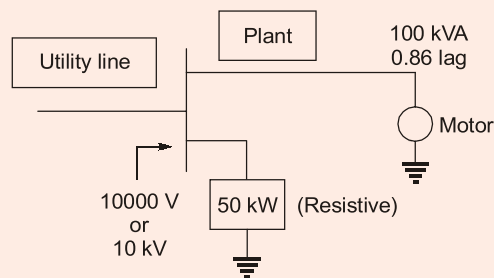 Plant
100 kVA
0.86 lag
Utility line
Motor
10000 V
or
10 kV
50 kW
(Resistive)